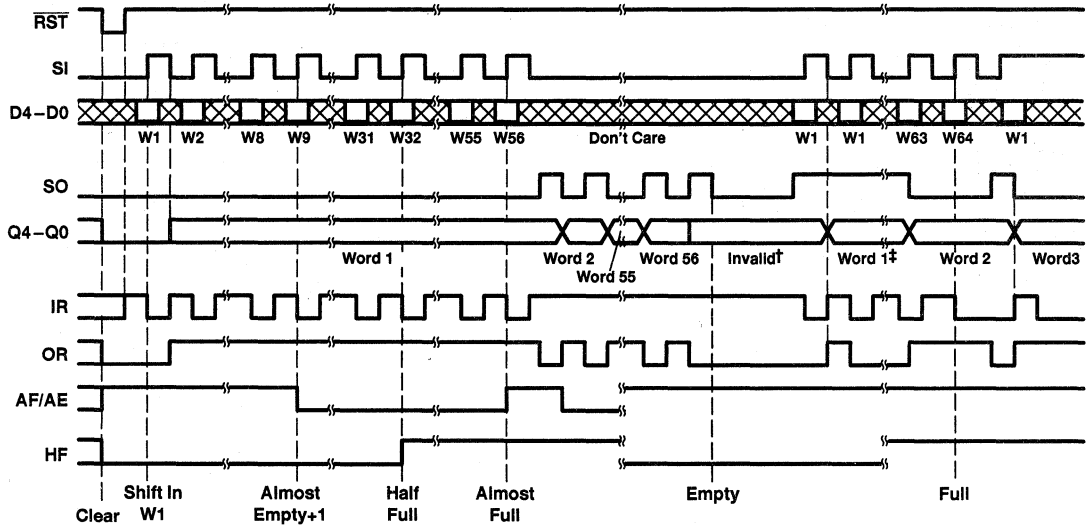 RST
SI
D4–D0
W1 W2 W8 W9 W31 W32 W55 W56 Don't Care W1 W1 W63 W64 W1
SO
Q4–Q0
Word 1 Word 2 Word 55 Word 56 Invalid† Word 1‡ Word 2 Word3
IR
OR
AF/AE
HF
Clear
Shift In
W1
Almost
Empty+1
Half
Full
Almost
Full
Empty
Full